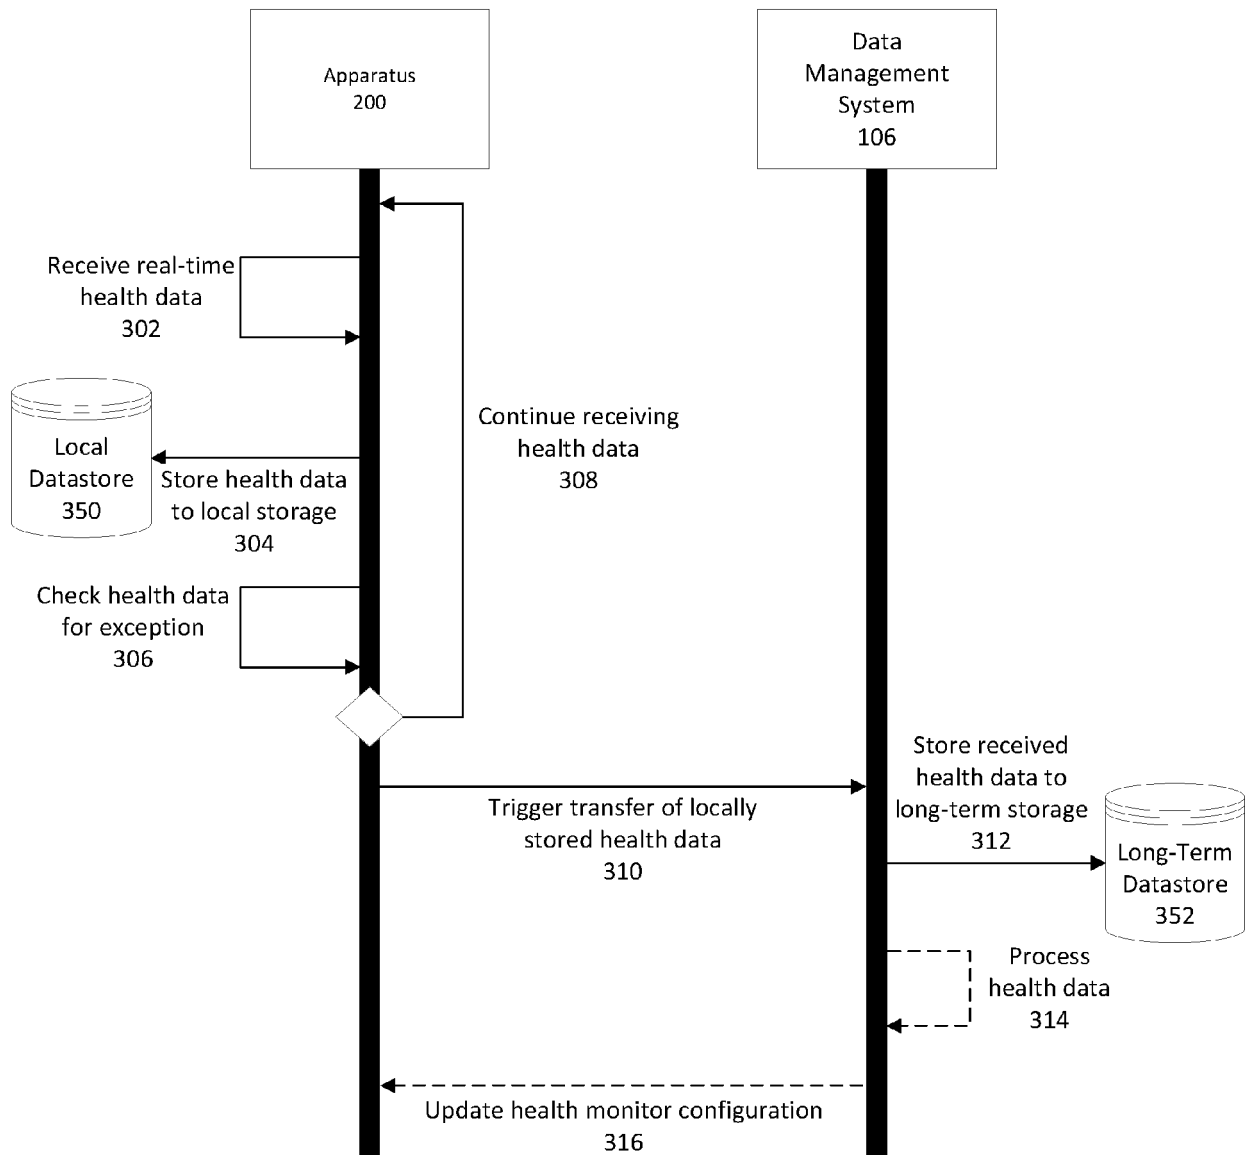 Apparatus
200
Data
Management
System
106
Receive real-time
health data
302
Local
Datastore
350
Store health data
to local storage
304
Continue receiving
health data
308
Check health data
for exception
306
Trigger transfer of locally
stored health data
310
Store received
health data to
long-term storage
312
Long-Term
Datastore
352
Process
health data
314
Update health monitor configuration
316